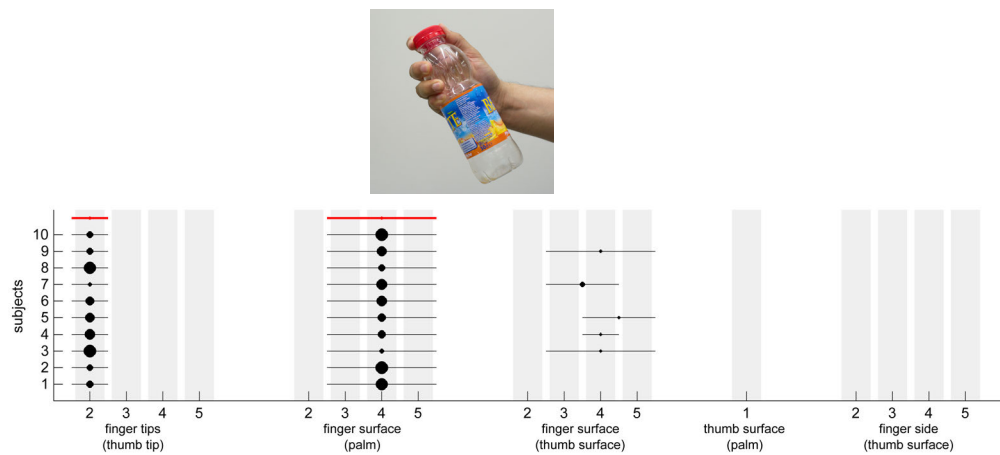 subjects
10
9
8
7
6
5
4
3
2
1
2 3 4 5 2 3 4 5 2 3 4 5 1 2 3 4 5
finger tips finger surface finger surface thumb surface finger side
(thumb tip) (palm) (thumb surface) (palm) (thumb surface)